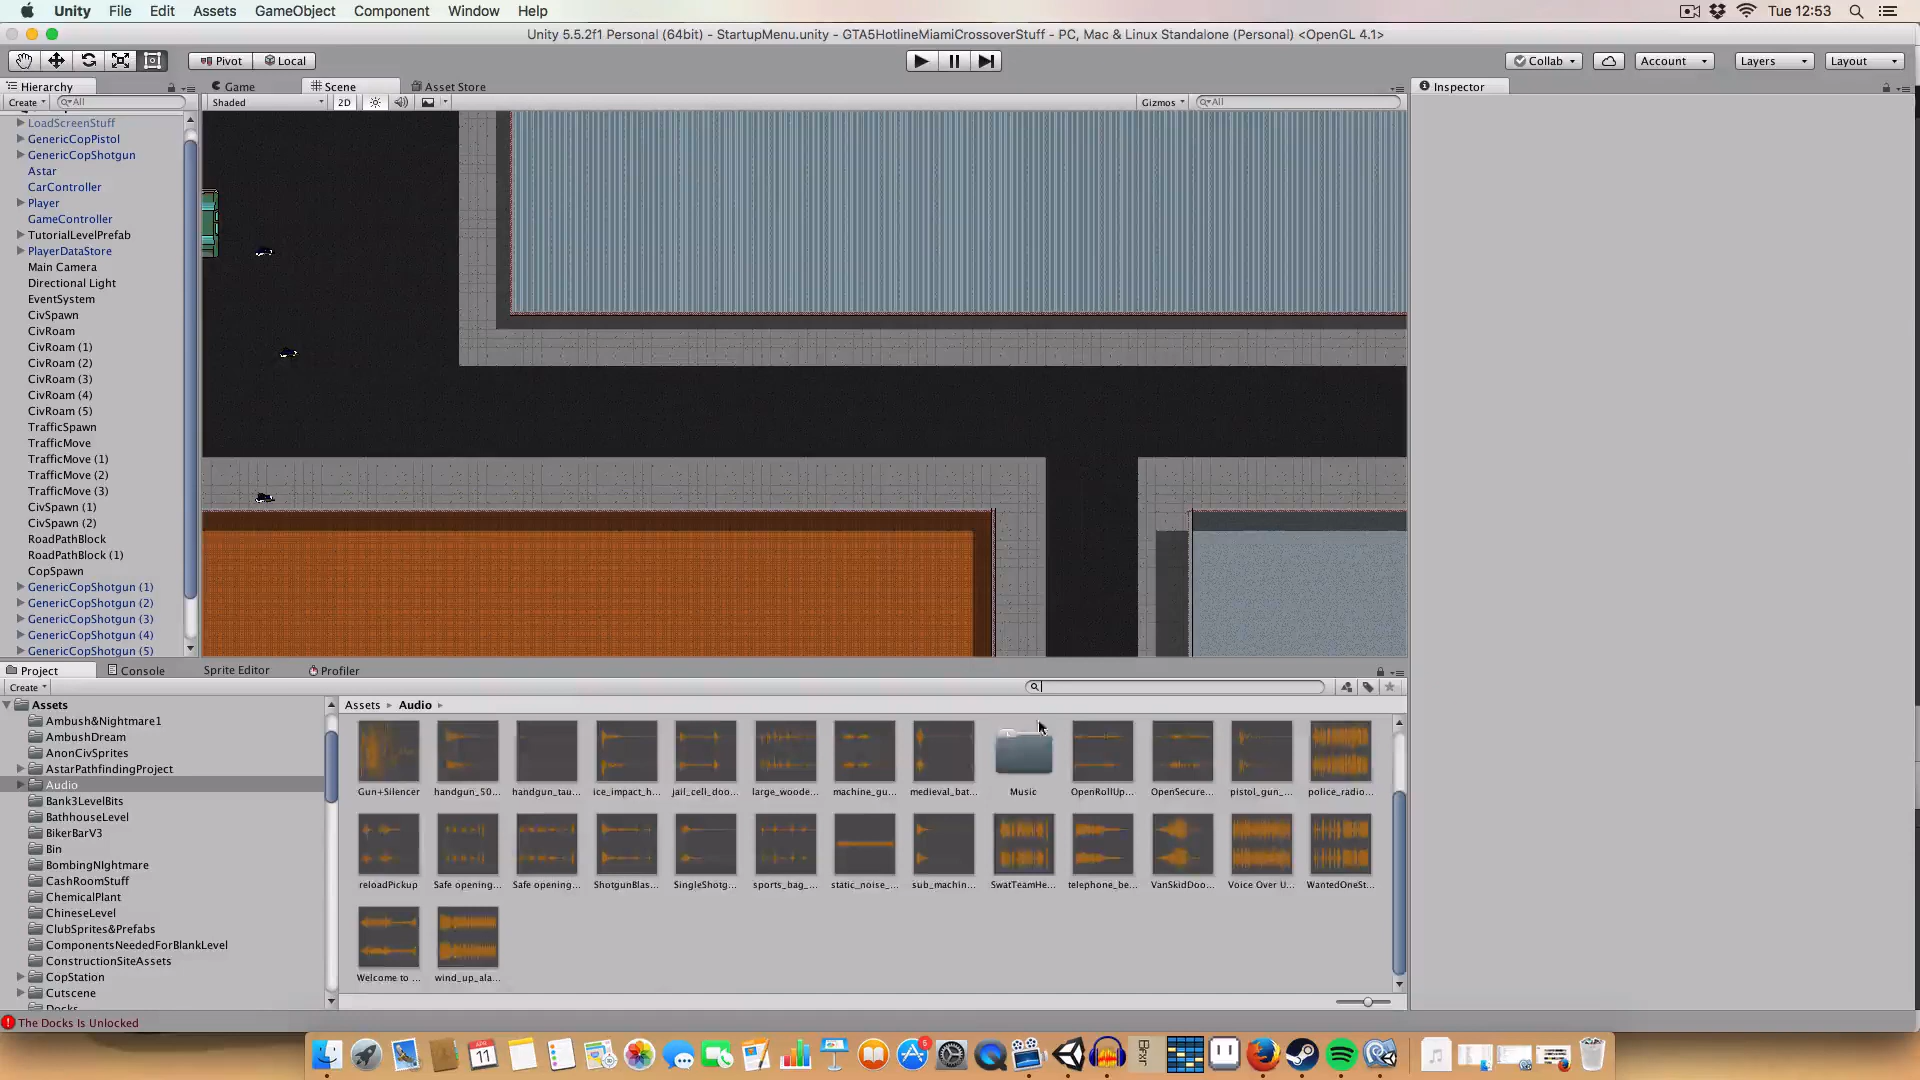 Unity File Edit Assets GameObject Component Window Help Tue 12:53
Unity 5.5.2f1 Personal (64bit) - StartupMenu.unity - GTA5HotlineMiamiCrossoverStuff - PC, Mac & Linux Standalone (Personal) <OpenGL 4.1>
Pivot Local Collab Account Layers Layout
Hierarchy Game Scene Asset Store Inspector
Create All Shaded 2D Gizmos All
LoadScreenStuff
GenericCopPistol
GenericCopShotgun
Astar
CarController
Player
GameController
TutorialLevelPrefab
PlayerDataStore
Main Camera
Directional Light
EventSystem
CivSpawn
CivRoam
CivRoam (1)
CivRoam (2)
CivRoam (3)
CivRoam (4)
CivRoam (5)
TrafficSpawn
TrafficMove
TrafficMove (1)
TrafficMove (2)
TrafficMove (3)
CivSpawn (1)
CivSpawn (2)
RoadPathBlock
RoadPathBlock (1)
CopSpawn
GenericCopShotgun (1)
GenericCopShotgun (2)
GenericCopShotgun (3)
GenericCopShotgun (4)
GenericCopShotgun (5)
Project Console Sprite Editor Profiler
Create
Assets
Ambush&Nightmare1
AmbushDream
AnonCivSprites
AstarPathfindingProject
Audio
Bank3LevelBits
BathhouseLevel
BikerBarV3
Bin
BombingNIghtmare
CashRoomStuff
ChemicalPlant
ChineseLevel
ClubSprites&Prefabs
ComponentsNeededForBlankLevel
ConstructionSiteAssets
CopStation
Cutscene
Docks
Assets Audio
Gun+Silencer handgun_50... handgun_tau... ice_impact_h... jail_cell_doo... large_woode... machine_gu... medieval_bat... Music OpenRollUp... OpenSecure... pistol_gun_... police_radio...
reloadPickup Safe opening... Safe opening... ShotgunBlas... SingleShotg... sports_bag_... static_noise_... sub_machin... SwatTeamHe... telephone_be... VanSkidDoo... Voice Over U... WantedOneSt...
Welcome to ... wind_up_ala...
The Docks Is Unlocked
5
11
Bfxr